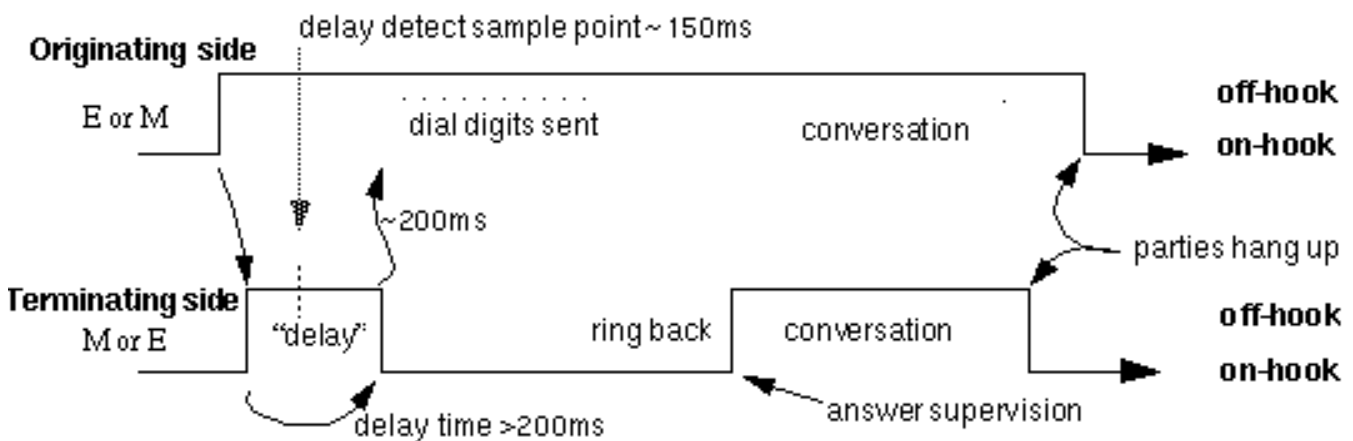 delay detect sample point~ 150ms
Originating side
E or M
off-hook
dial digits sent
conversation
on-hook
~200ms
parties hang up
Terminating side
M or E
"delay"
ring back
conversation
off-hook
on-hook
delay time >200ms
answer supervision